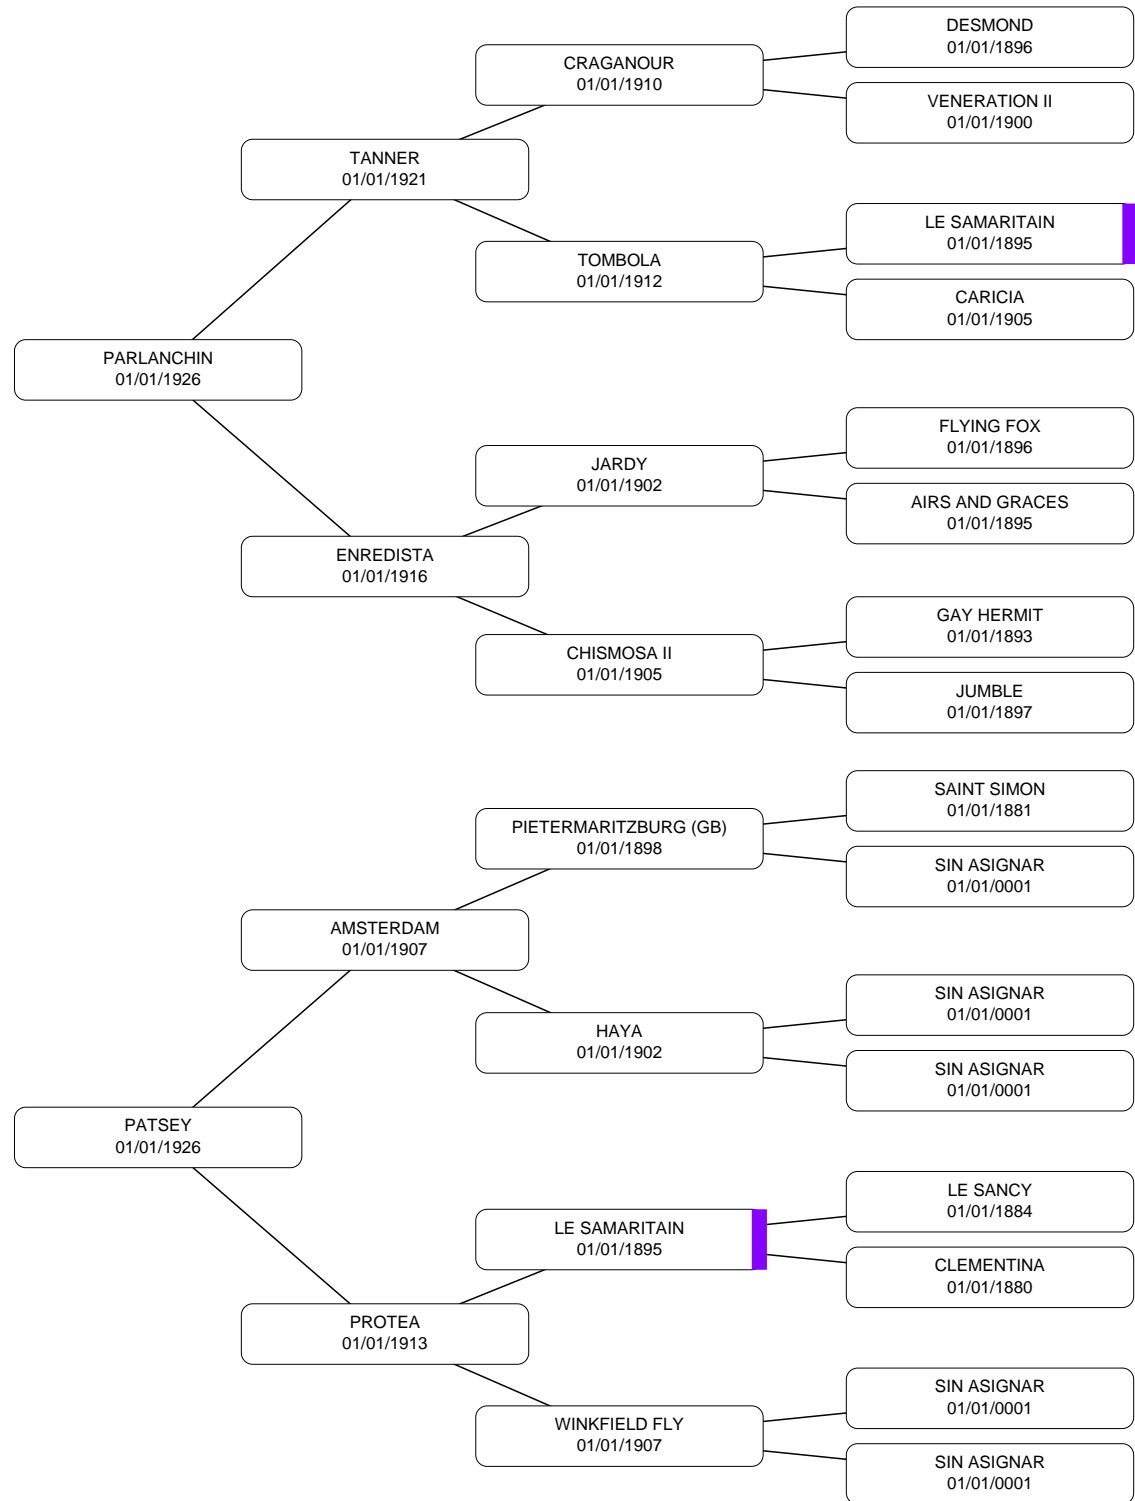 DESMOND
01/01/1896
CRAGANOUR
01/01/1910
VENERATION II
01/01/1900
TANNER
01/01/1921
LE SAMARITAIN
01/01/1895
TOMBOLA
01/01/1912
CARICIA
01/01/1905
PARLANCHIN
01/01/1926
FLYING FOX
01/01/1896
JARDY
01/01/1902
AIRS AND GRACES
01/01/1895
ENREDISTA
01/01/1916
GAY HERMIT
01/01/1893
CHISMOSA II
01/01/1905
JUMBLE
01/01/1897
SAINT SIMON
01/01/1881
PIETERMARITZBURG (GB)
01/01/1898
SIN ASIGNAR
01/01/0001
AMSTERDAM
01/01/1907
SIN ASIGNAR
01/01/0001
HAYA
01/01/1902
SIN ASIGNAR
01/01/0001
PATSEY
01/01/1926
LE SANCY
01/01/1884
LE SAMARITAIN
01/01/1895
CLEMENTINA
01/01/1880
PROTEA
01/01/1913
SIN ASIGNAR
01/01/0001
WINKFIELD FLY
01/01/1907
SIN ASIGNAR
01/01/0001